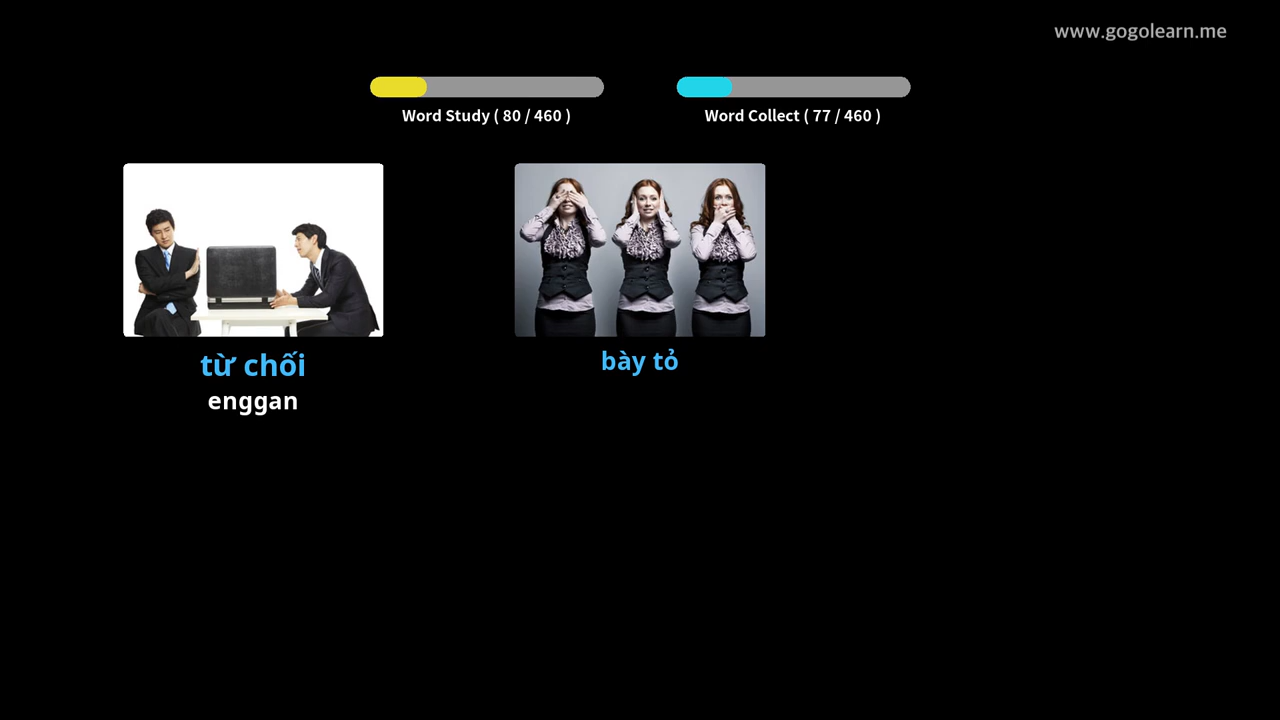 www.gogolearn.me
Word Study ( 80 / 460 )
Word Collect ( 77 / 460 )
từ chối
enggan
bày tỏ